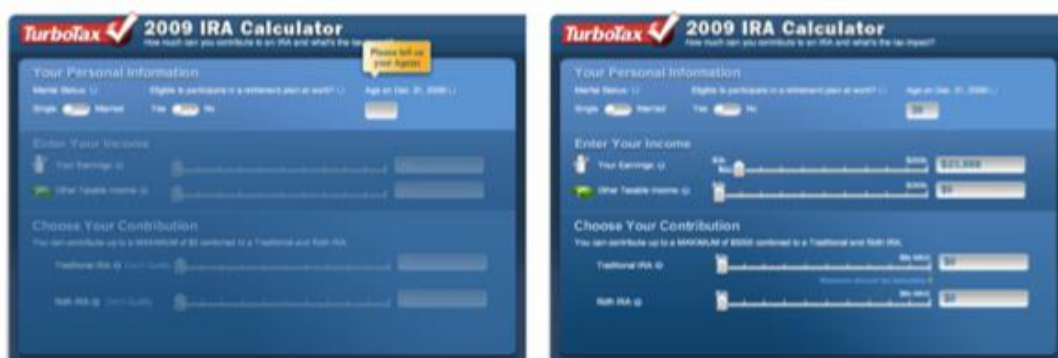 TurboTax 2009 IRA Calculator
How much can you contribute to an IRA and what's the tax
Please tell us
your age(s)
Your Personal Information
Marital Status Eligible to participate in a retirement plan at work? Age on Dec. 31, 2009
Single Married Yes No
Enter Your Income
Your Earnings
Other Taxable Income
Choose Your Contribution
You can contribute up to a MAXIMUM of $0 combined to a Traditional and Roth IRA.
Traditional IRA
Roth IRA
TurboTax 2009 IRA Calculator
How much can you contribute to an IRA and what's the tax impact?
Your Personal Information
Marital Status Eligible to participate in a retirement plan at work? Age on Dec. 31, 2009
Single Married Yes No
Enter Your Income
Your Earnings
Other Taxable Income $0
Choose Your Contribution
You can contribute up to a MAXIMUM of $5000 combined to a Traditional and Roth IRA.
Traditional IRA $0
Roth IRA $0